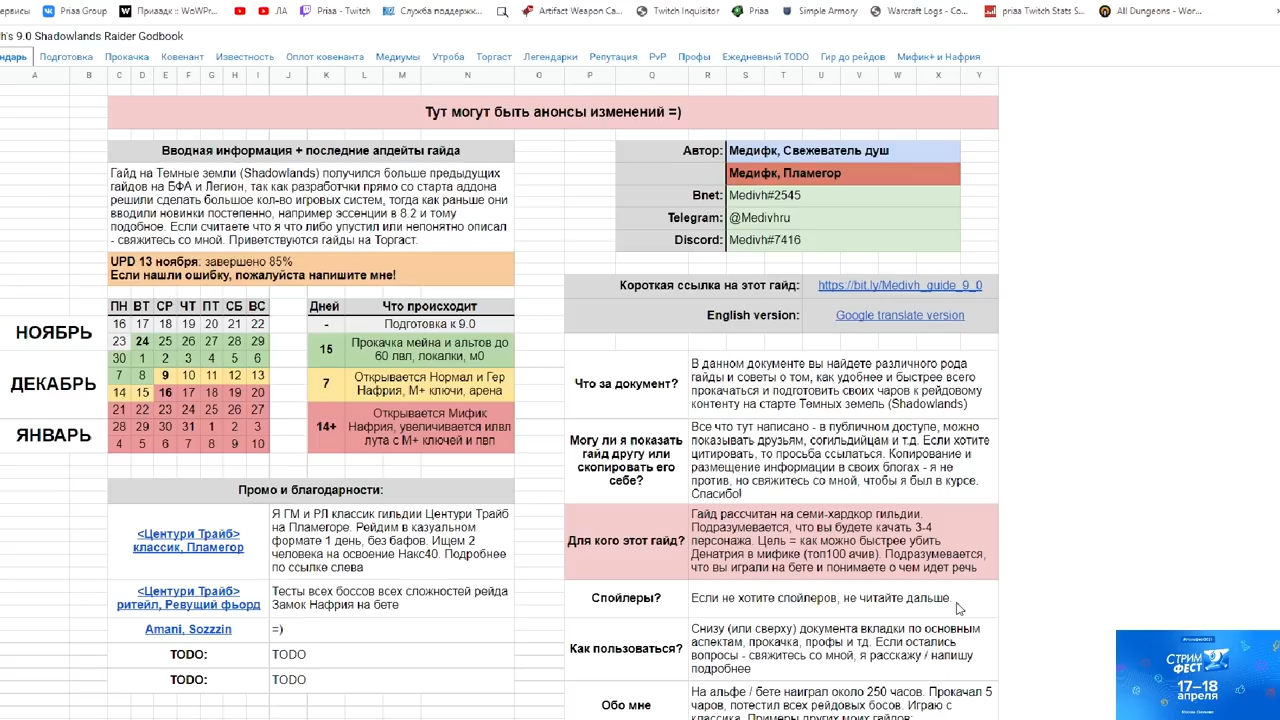 ервисы
Priaa Group
Приаадк :: WoWPr...
ЛА
Priaa - Twitch
Служба поддержк...
Artifact Weapon Ca...
Twitch Inquisitor
Priaa
Simple Armory
Warcraft Logs - Co...
priaa Twitch Stats S...
All Dungeons - Wor...
h's 9.0 Shadowlands Raider Godbook
ндарь Подготовка Прокачка Ковенант Известность Оплот ковенанта Медиумы Утроба Торгаст Легендарки Репутация PvP Профы Ежедневный TODO Гир до рейдов Мифик+ и Нафрия
A B C D E F G H I J K L M N O P Q R S T U V W X Y
Тут могут быть анонсы изменений =)
Вводная информация + последние апдейты гайда
Гайд на Темные земли (Shadowlands) получился больше предыдущих
гайдов на БФА и Легион, так как разработчки прямо со старта аддона
решили сделать большое кол-во игровых систем, тогда как раньше они
вводили новинки постепенно, например эссенции в 8.2 и тому
подобное. Если считаете что я что либо упустил или непонятно описал
- свяжитесь со мной. Приветствуются гайды на Торгаст.
UPD 13 ноября: завершено 85%
Если нашли ошибку, пожалуйста напишите мне!
Автор: Медифк, Свежеватель душ
Медифк, Пламегор
Bnet: Medivh#2545
Telegram: @Medivhru
Discord: Medivh#7416
Короткая ссылка на этот гайд: https://bit.ly/Medivh_guide_9_0
English version: Google translate version
ПН ВТ СР ЧТ ПТ СБ ВС
НОЯБРЬ
16 17 18 19 20 21 22
23 24 25 26 27 28 29
30 1 2 3 4 5 6
ДЕКАБРЬ
7 8 9 10 11 12 13
14 15 16 17 18 19 20
21 22 23 24 25 26 27
ЯНВАРЬ
28 29 30 31 1 2 3
4 5 6 7 8 9 10
Дней Что происходит
- Подготовка к 9.0
15 Прокачка мейна и альтов до
60 лвл, локалки, м0
7 Открывается Нормал и Гер
Нафрия, М+ ключи, арена
14+ Открывается Мифик
Нафрия, увеличивается илвл
лута с М+ ключей и пвп
Промо и благодарности:
<Центури Трайб>
классик, Пламегор
Я ГМ и РЛ классик гильдии Центури Трайб
на Пламегоре. Рейдим в казуальном
формате 1 день, без бафов. Ищем 2
человека на освоение Накс40. Подробнее
по ссылке слева
<Центури Трайб>
ритейл, Ревущий фьорд
Тесты всех боссов всех сложностей рейда
Замок Нафрия на бете
Amani, Sozzzin =)
TODO: TODO
TODO: TODO
Что за документ?
В данном документе вы найдете различного рода
гайды и советы о том, как удобнее и быстрее всего
прокачаться и подготовить своих чаров к рейдовому
контенту на старте Темных земель (Shadowlands)
Могу ли я показать
гайд другу или
скопировать его
себе?
Все что тут написано - в публичном доступе, можно
показывать друзьям, согильдийцам и т.д. Если хотите
цитировать, то просьба ссылаться. Копирование и
размещение информации в своих блогах - я не
против, но свяжитесь со мной, чтобы я был в курсе.
Спасибо!
Для кого этот гайд?
Гайд рассчитан на семи-хардкор гильдии.
Подразумевается, что вы будете качать 3-4
персонажа. Цель = как можно быстрее убить
Денатрия в мифике (топ100 ачив). Подразумевается,
что вы играли на бете и понимаете о чем идет речь
Спойлеры? Если не хотите спойлеров, не читайте дальше.
Как пользоваться?
Снизу (или сверху) документа вкладки по основным
аспектам, прокачка, профы и тд. Если остались
вопросы - свяжитесь со мной, я расскажу / напишу
подробнее
Обо мне
На альфе / бете наиграл около 250 часов. Прокачал 5
чаров, потестил всех рейдовых босов. Играю с
классика. Примеры других моих гайдов:
СТРИМ
ФЕСТ
17–18
апреля